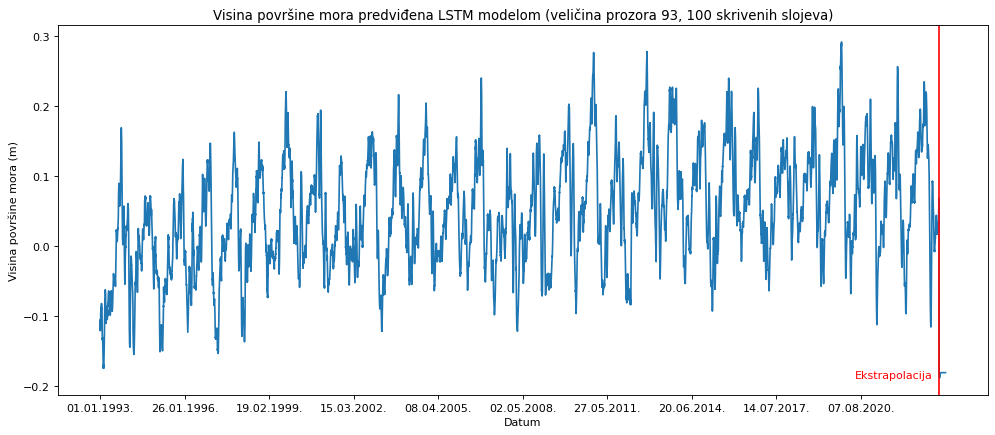 Visina površine mora predviđena LSTM modelom (veličina prozora 93, 100 skrivenih slojeva)
Visina površine mora (m)
0.3
0.2
0.1
0.0
−0.1
−0.2
Ekstrapolacija
01.01.1993. 26.01.1996. 19.02.1999. 15.03.2002. 08.04.2005. 02.05.2008. 27.05.2011. 20.06.2014. 14.07.2017. 07.08.2020.
Datum